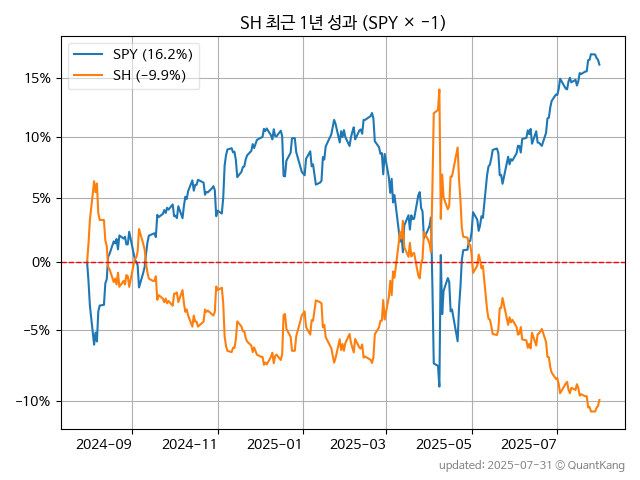 SH 최근 1년 성과 (SPY × −1)
SPY (16.2%)
SH (−9.9%)
15%
10%
5%
0%
−5%
−10%
2024−09 2024−11 2025−01 2025−03 2025−05 2025−07
updated: 2025-07-31 © QuantKang